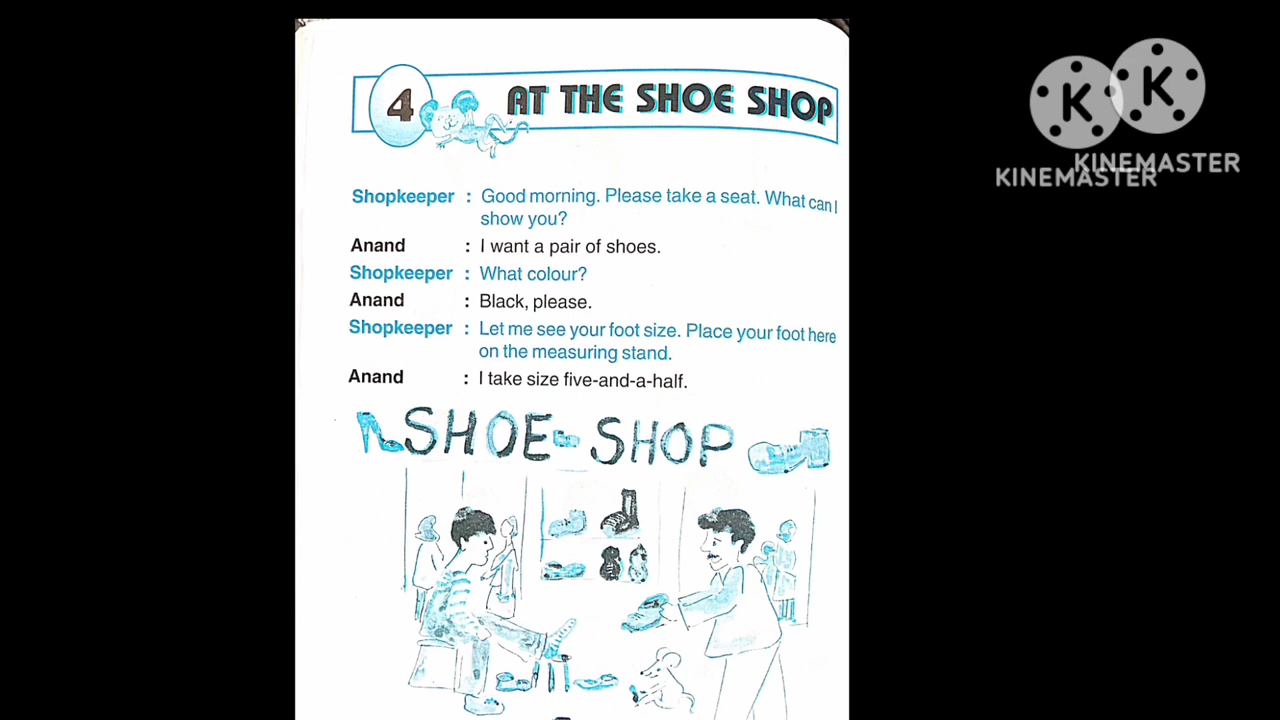 4 AT THE SHOE SHOP
Shopkeeper : Good morning. Please take a seat. What can I
show you?
Anand : I want a pair of shoes.
Shopkeeper : What colour?
Anand : Black, please.
Shopkeeper : Let me see your foot size. Place your foot here
on the measuring stand.
Anand : I take size five-and-a-half.
SHOE SHOP
K K
KINEMASTER
KINEMASTER